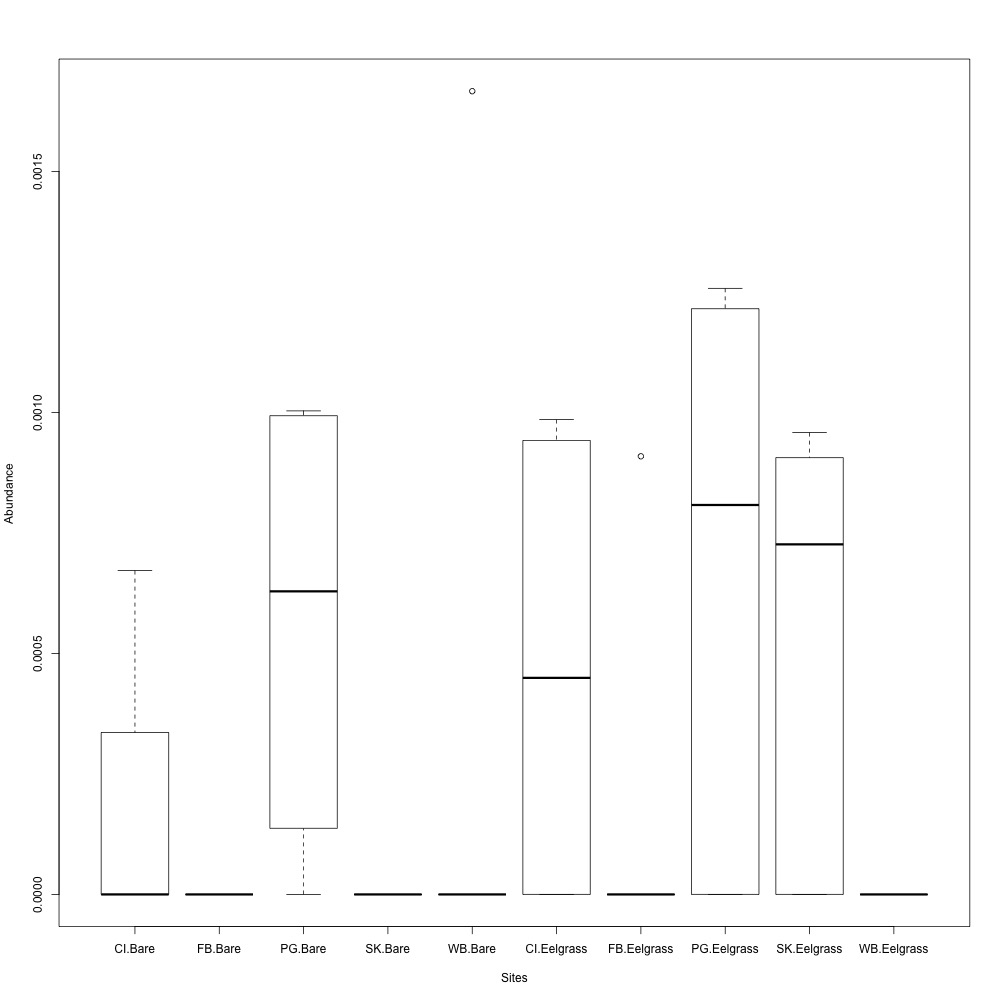 Abundance
0.0015
0.0010
0.0005
0.0000
CI.Bare FB.Bare PG.Bare SK.Bare WB.Bare CI.Eelgrass FB.Eelgrass PG.Eelgrass SK.Eelgrass WB.Eelgrass
Sites